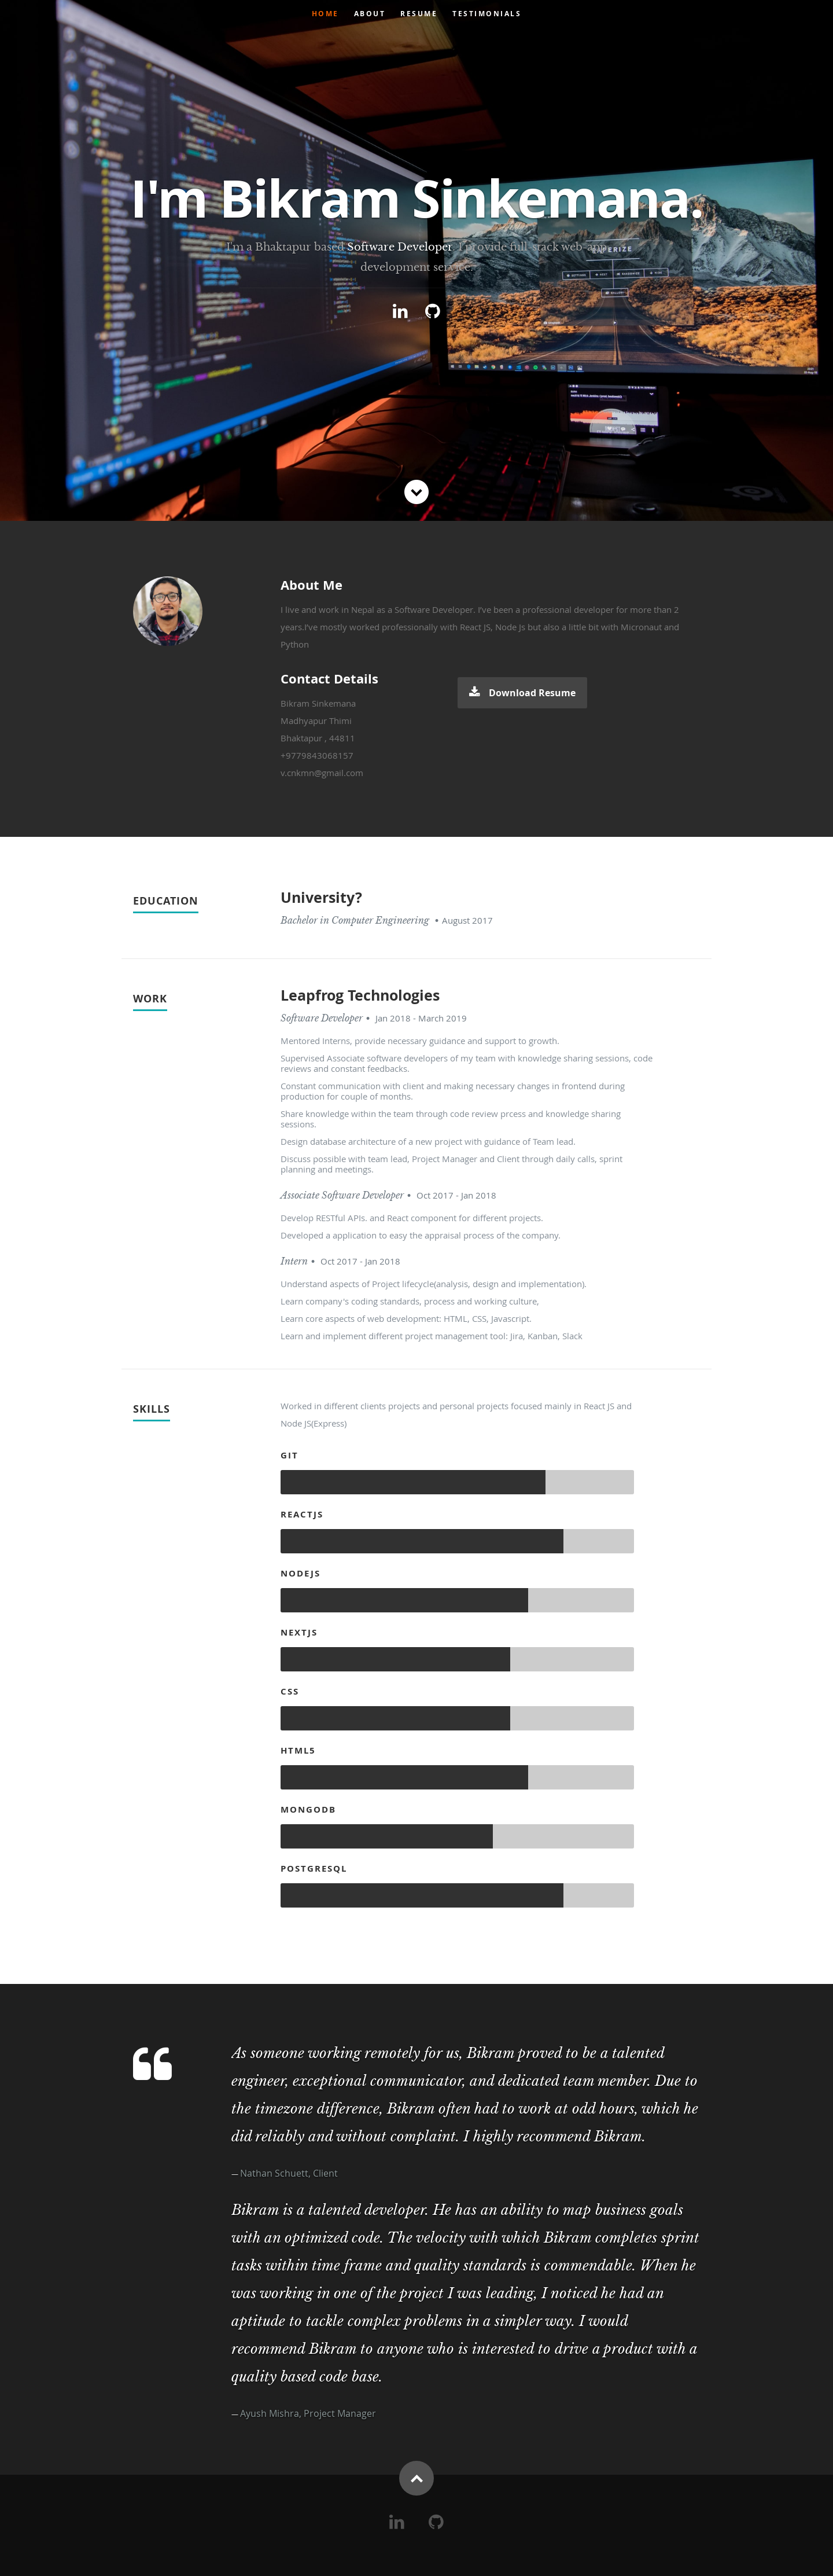 HOME ABOUT RESUME TESTIMONIALS
I'm Bikram Sinkemana.
I'm a Bhaktapur based Software Developer. I provide full-stack web-app
development service.
About Me
I live and work in Nepal as a Software Developer. I've been a professional developer for more than 2
years.I've mostly worked professionally with React JS, Node Js but also a little bit with Micronaut and
Python
Contact Details
Bikram Sinkemana
Madhyapur Thimi
Bhaktapur , 44811
+9779843068157
v.cnkmn@gmail.com
Download Resume
EDUCATION
University?
Bachelor in Computer Engineering • August 2017
WORK
Leapfrog Technologies
Software Developer • Jan 2018 - March 2019
Mentored Interns, provide necessary guidance and support to growth.
Supervised Associate software developers of my team with knowledge sharing sessions, code
reviews and constant feedbacks.
Constant communication with client and making necessary changes in frontend during
production for couple of months.
Share knowledge within the team through code review prcess and knowledge sharing
sessions.
Design database architecture of a new project with guidance of Team lead.
Discuss possible with team lead, Project Manager and Client through daily calls, sprint
planning and meetings.
Associate Software Developer • Oct 2017 - Jan 2018
Develop RESTful APIs. and React component for different projects.
Developed a application to easy the appraisal process of the company.
Intern • Oct 2017 - Jan 2018
Understand aspects of Project lifecycle(analysis, design and implementation).
Learn company's coding standards, process and working culture,
Learn core aspects of web development: HTML, CSS, Javascript.
Learn and implement different project management tool: Jira, Kanban, Slack
SKILLS
Worked in different clients projects and personal projects focused mainly in React JS and
Node JS(Express)
GIT
REACTJS
NODEJS
NEXTJS
CSS
HTML5
MONGODB
POSTGRESQL
As someone working remotely for us, Bikram proved to be a talented
engineer, exceptional communicator, and dedicated team member. Due to
the timezone difference, Bikram often had to work at odd hours, which he
did reliably and without complaint. I highly recommend Bikram.
— Nathan Schuett, Client
Bikram is a talented developer. He has an ability to map business goals
with an optimized code. The velocity with which Bikram completes sprint
tasks within time frame and quality standards is commendable. When he
was working in one of the project I was leading, I noticed he had an
aptitude to tackle complex problems in a simpler way. I would
recommend Bikram to anyone who is interested to drive a product with a
quality based code base.
— Ayush Mishra, Project Manager